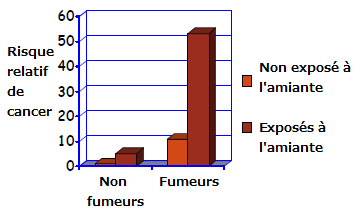 Risque
relatif
de
cancer
60
50
40
30
20
10
0
Non
fumeurs
Fumeurs
Non exposé à
l'amiante
Exposés à
l'amiante